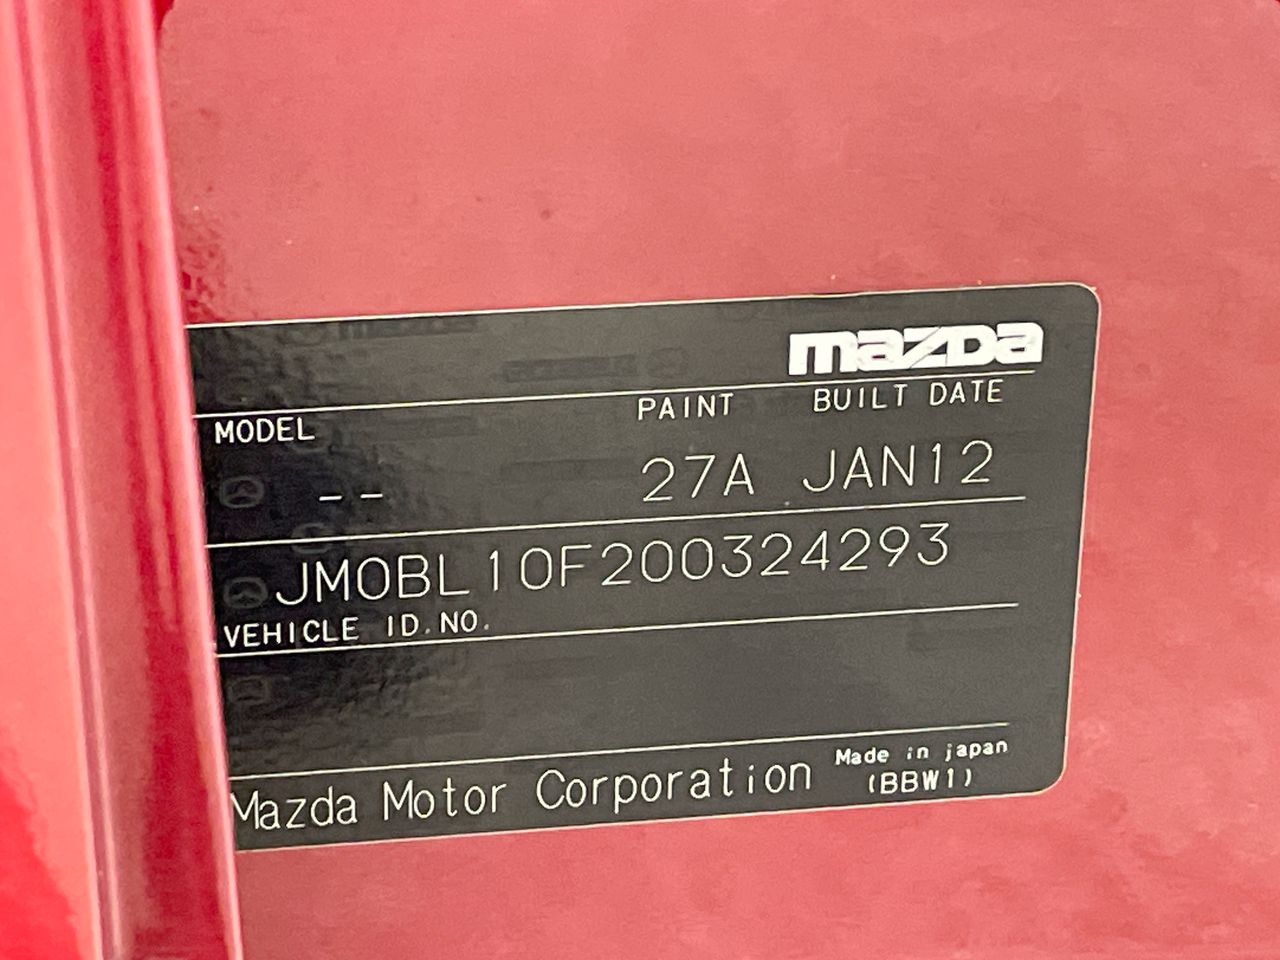 mazda
MODEL PAINT BUILT DATE
-- 27A JAN12
JM0BL10F200324293
VEHICLE ID.NO.
Mazda Motor Corporation Made in japan
(BBW1)